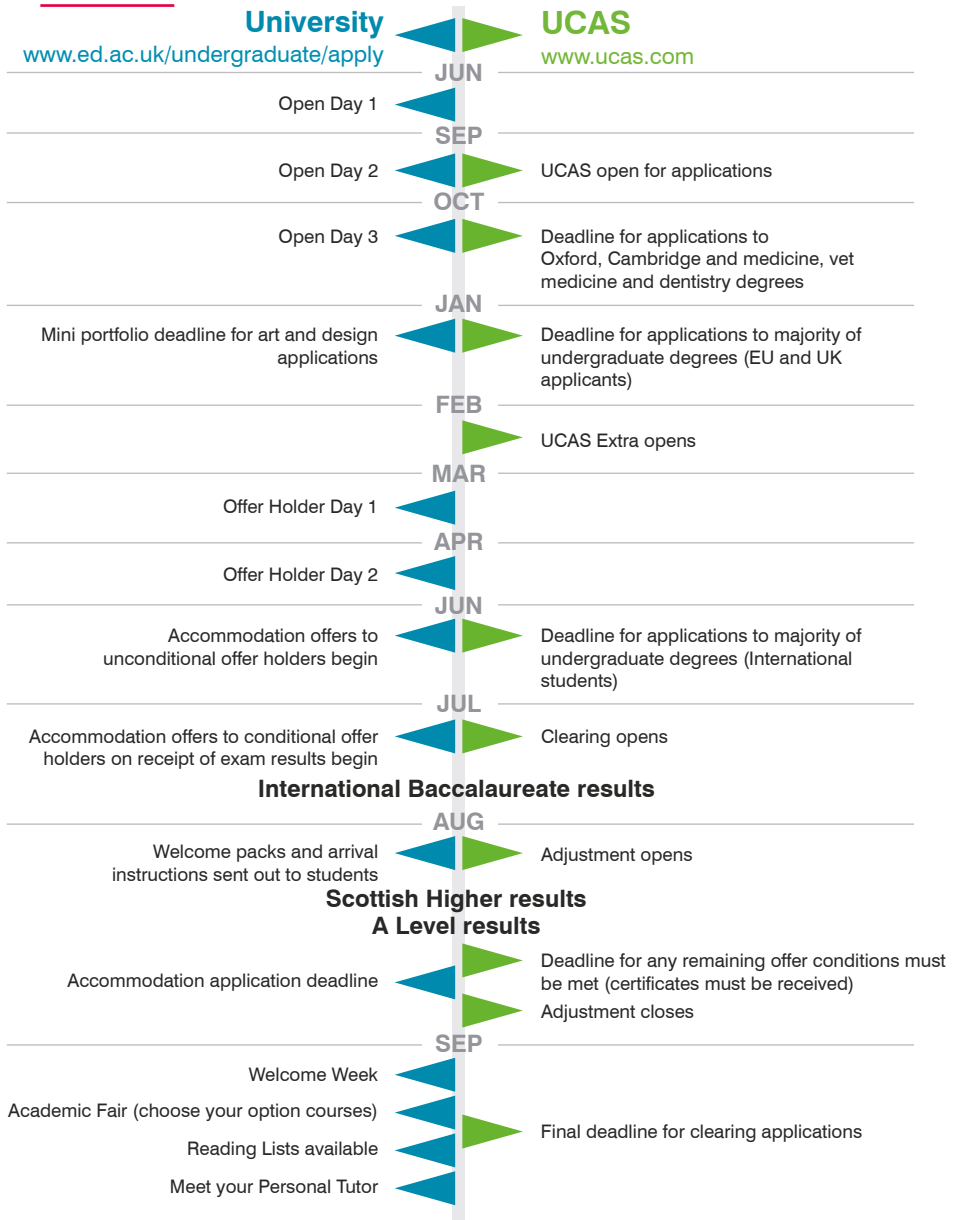 University
www.ed.ac.uk/undergraduate/apply
UCAS
www.ucas.com
JUN
Open Day 1
SEP
Open Day 2
UCAS open for applications
OCT
Open Day 3
Deadline for applications to
Oxford, Cambridge and medicine, vet
medicine and dentistry degrees
JAN
Mini portfolio deadline for art and design
applications
Deadline for applications to majority of
undergraduate degrees (EU and UK
applicants)
FEB
UCAS Extra opens
MAR
Offer Holder Day 1
APR
Offer Holder Day 2
JUN
Accommodation offers to
unconditional offer holders begin
Deadline for applications to majority of
undergraduate degrees (International
students)
JUL
Accommodation offers to conditional offer
holders on receipt of exam results begin
Clearing opens
International Baccalaureate results
AUG
Welcome packs and arrival
instructions sent out to students
Adjustment opens
Scottish Higher results
A Level results
Accommodation application deadline
Deadline for any remaining offer conditions must
be met (certificates must be received)
Adjustment closes
SEP
Welcome Week
Academic Fair (choose your option courses)
Reading Lists available
Meet your Personal Tutor
Final deadline for clearing applications